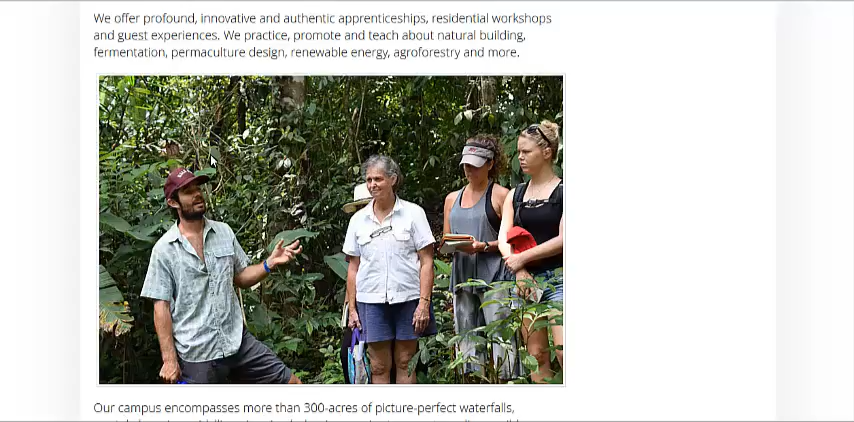 We offer profound, innovative and authentic apprenticeships, residential workshops
and guest experiences. We practice, promote and teach about natural building,
fermentation, permaculture design, renewable energy, agroforestry and more.
Our campus encompasses more than 300-acres of picture-perfect waterfalls,